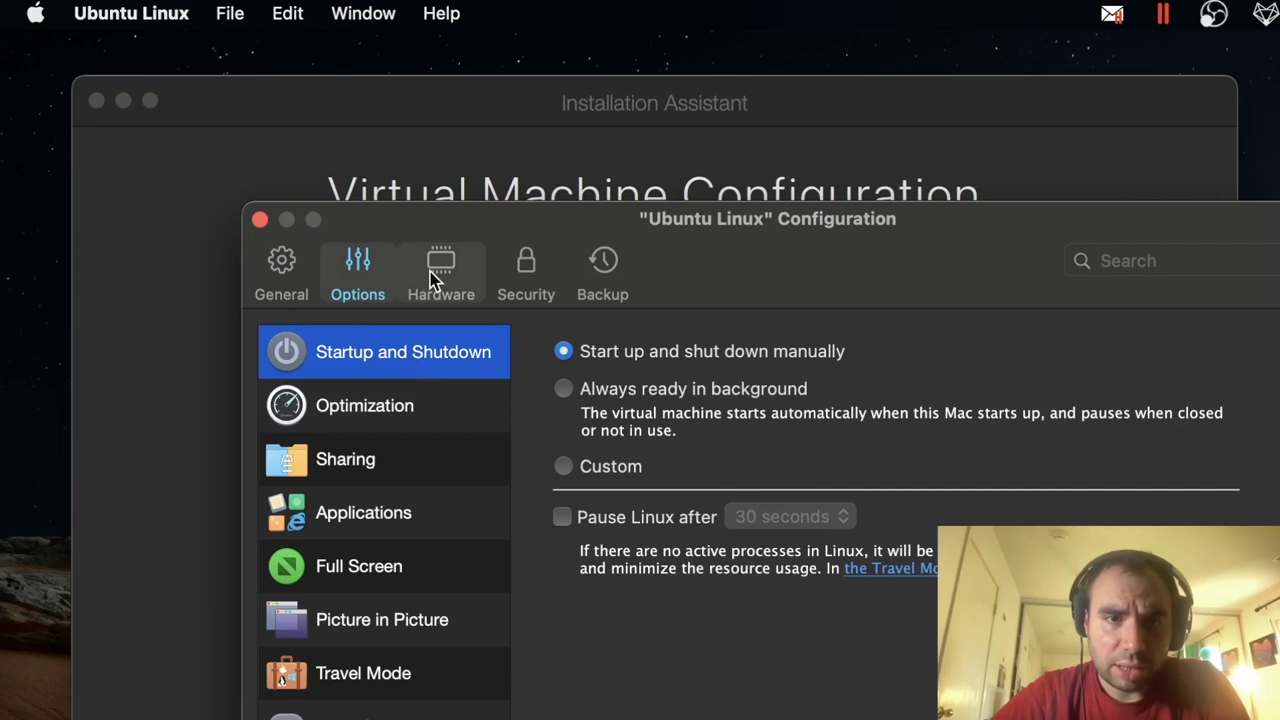 Ubuntu Linux File Edit Window Help
Installation Assistant
Virtual Machine Configuration
"Ubuntu Linux" Configuration
General Options Hardware Security Backup
Search
Startup and Shutdown
Optimization
Sharing
Applications
Full Screen
Picture in Picture
Travel Mode
Start up and shut down manually
Always ready in background
The virtual machine starts automatically when this Mac starts up, and pauses when closed
or not in use.
Custom
Pause Linux after 30 seconds
If there are no active processes in Linux, it will be
and minimize the resource usage. In the Travel